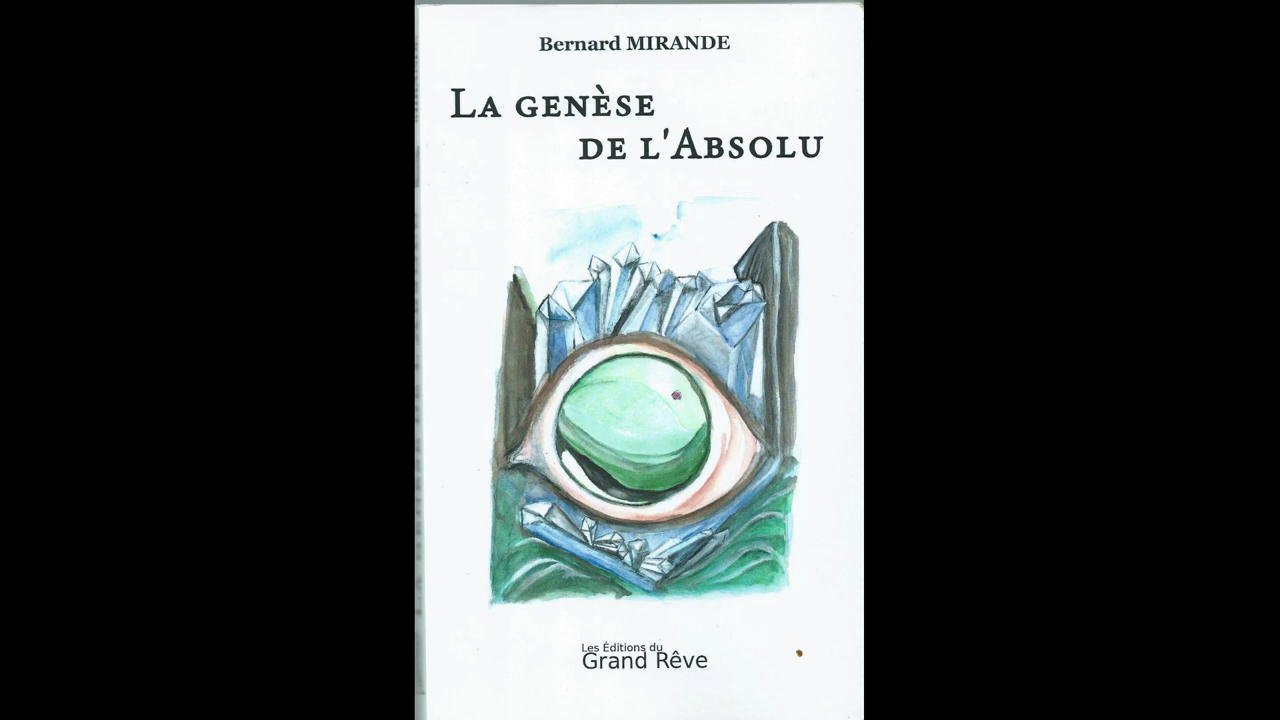 Bernard MIRANDE
La genèse
de l'Absolu
Les Éditions du
Grand Rêve